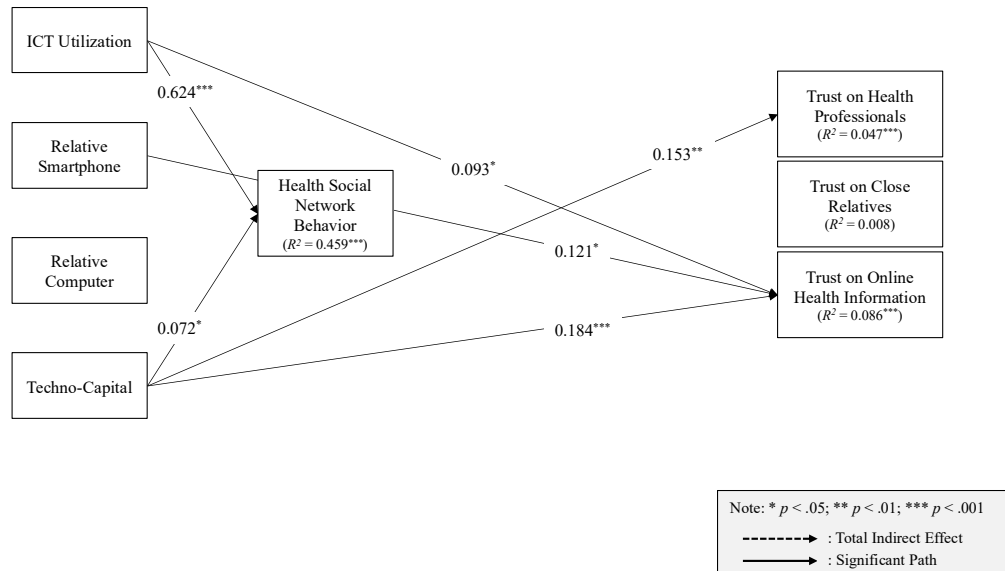 ICT Utilization
0.624***
Relative
Smartphone
Relative
Computer
0.072*
Techno-Capital
Health Social
Network
Behavior
(R² = 0.459***)
0.093*
0.153**
0.121*
0.184***
Trust on Health
Professionals
(R² = 0.047***)
Trust on Close
Relatives
(R² = 0.008)
Trust on Online
Health Information
(R² = 0.086***)
Note: * p < .05; ** p < .01; *** p < .001
: Total Indirect Effect
: Significant Path